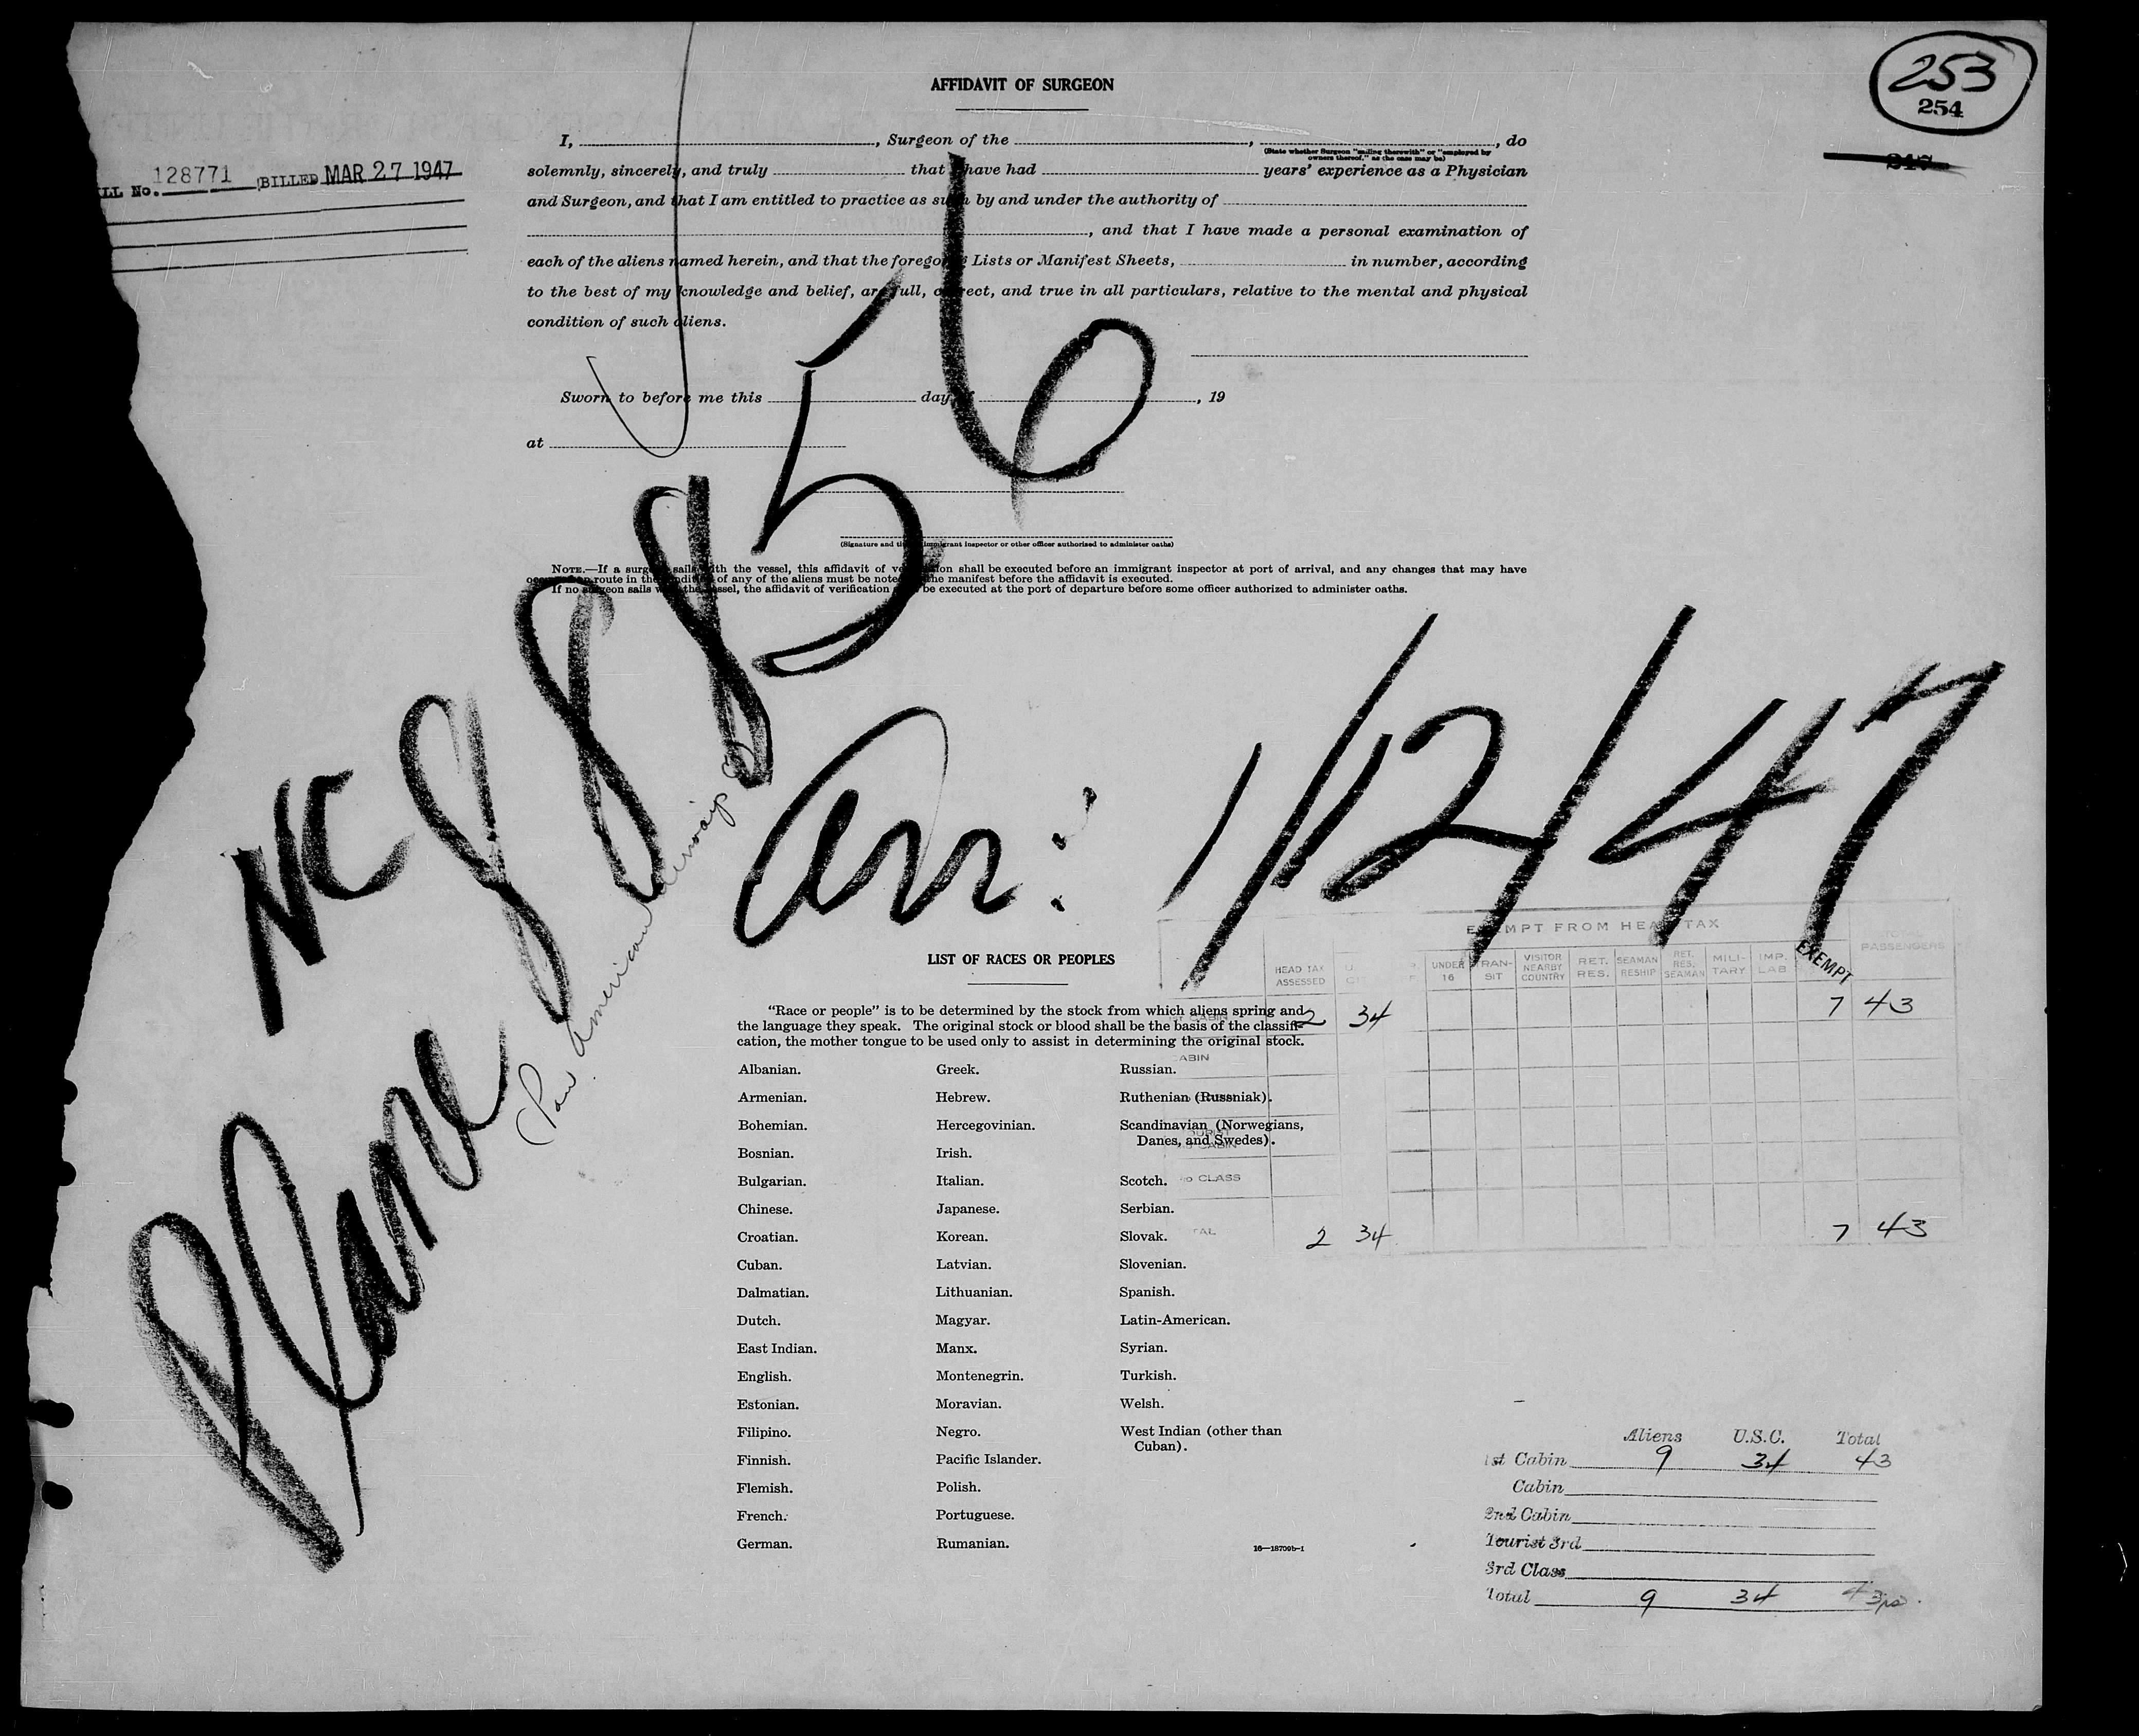 AFFIDAVIT OF SURGEON
253
254
217
LL No. 128771 BILLED MAR 27 1947
I, , Surgeon of the , , do
(State whether Surgeon "sailing therewith" or "employed by
owners thereof," as the case may be)
solemnly, sincerely, and truly that I have had years' experience as a Physician
and Surgeon, and that I am entitled to practice as such by and under the authority of
, and that I have made a personal examination of
each of the aliens named herein, and that the foregoing Lists or Manifest Sheets, in number, according
to the best of my knowledge and belief, are full, correct, and true in all particulars, relative to the mental and physical
condition of such aliens.
Sworn to before me this day of , 19
at
(Signature and title Immigrant Inspector or other officer authorized to administer oaths)
NOTE.—If a surgeon sails with the vessel, this affidavit of verification shall be executed before an immigrant inspector at port of arrival, and any changes that may have
occurred en route in the condition of any of the aliens must be noted on the manifest before the affidavit is executed.
If no surgeon sails with the vessel, the affidavit of verification shall be executed at the port of departure before some officer authorized to administer oaths.
Plane NC 88856
Pan American Airways
arr: 1/12/47
LIST OF RACES OR PEOPLES
"Race or people" is to be determined by the stock from which aliens spring and
the language they speak. The original stock or blood shall be the basis of the classifi-
cation, the mother tongue to be used only to assist in determining the original stock.
Albanian. Greek. Russian.
Armenian. Hebrew. Ruthenian (Russniak).
Bohemian. Hercegovinian. Scandinavian (Norwegians,
Danes, and Swedes).
Bosnian. Irish.
Bulgarian. Italian. Scotch.
Chinese. Japanese. Serbian.
Croatian. Korean. Slovak.
Cuban. Latvian. Slovenian.
Dalmatian. Lithuanian. Spanish.
Dutch. Magyar. Latin-American.
East Indian. Manx. Syrian.
English. Montenegrin. Turkish.
Estonian. Moravian. Welsh.
Filipino. Negro. West Indian (other than
Cuban).
Finnish. Pacific Islander.
Flemish. Polish.
French. Portuguese.
German. Rumanian.
16—18709b-1
EXEMPT FROM HEAD TAX
HEAD TAX ASSESSED U. UNDER 16 TRANSIT VISITOR NEARBY COUNTRY RET. RES. SEAMAN RESHIP RET. RES. SEAMAN MILITARY IMP. LAB. EXEMPT PASSENGERS
CABIN 2 34 7 43
CABIN
CABIN
CLASS
TAL 2 34 7 43
Aliens U.S.C. Total
1st Cabin 9 34 43
Cabin
2nd Cabin
Tourist 3rd
3rd Class
Total 9 34 43